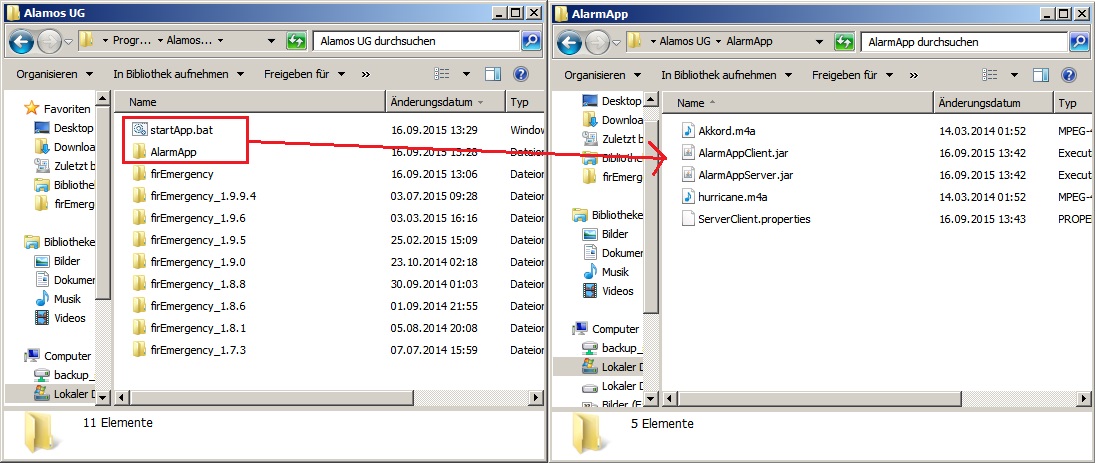 Alamos UG
Progr... Alamos...
Alamos UG durchsuchen
Organisieren In Bibliothek aufnehmen Freigeben für »
Favoriten
Desktop
Downloa
Zuletzt b
Bibliothe
firEmerg
Bibliotheke
Bilder
Dokumer
Musik
Videos
Computer
backup_
Lokaler D
Name Änderungsdatum Typ
startApp.bat 16.09.2015 13:29 Window
AlarmApp 16.09.2015 13:28 Dateior
firEmergency 16.09.2015 13:06 Dateior
firEmergency_1.9.9.4 03.07.2015 09:28 Dateior
firEmergency_1.9.6 03.03.2015 16:16 Dateior
firEmergency_1.9.5 25.02.2015 15:09 Dateior
firEmergency_1.9.0 23.10.2014 02:18 Dateior
firEmergency_1.8.8 30.09.2014 01:03 Dateior
firEmergency_1.8.6 01.09.2014 21:55 Dateior
firEmergency_1.8.1 05.08.2014 20:08 Dateior
firEmergency_1.7.3 07.07.2014 15:59 Dateior
11 Elemente
AlarmApp
Alamos UG AlarmApp
AlarmApp durchsuchen
Organisieren In Bibliothek aufnehmen Freigeben für »
Desktop
Downloa
Zuletzt b
Bibliothe
firEmerg
Bibliotheke
Bilder
Dokumer
Musik
Videos
Computer
backup_
Lokaler D
Bilder (E
Name Änderungsdatum Typ
Akkord.m4a 14.03.2014 01:52 MPEG-4
AlarmAppClient.jar 16.09.2015 13:42 Execut
AlarmAppServer.jar 16.09.2015 13:42 Execut
hurricane.m4a 14.03.2014 01:52 MPEG-4
ServerClient.properties 16.09.2015 13:43 PROPE
5 Elemente